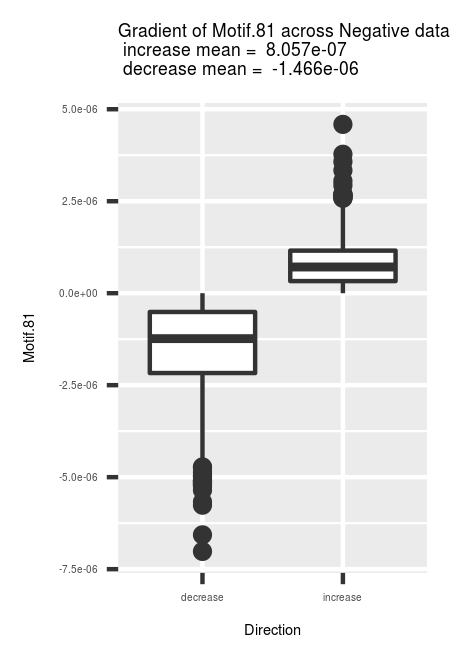 Gradient of Motif.81 across Negative data
increase mean =  8.057e-07
decrease mean =  -1.466e-06
5.0e-06
2.5e-06
0.0e+00
-2.5e-06
-5.0e-06
-7.5e-06
Motif.81
decrease increase
Direction